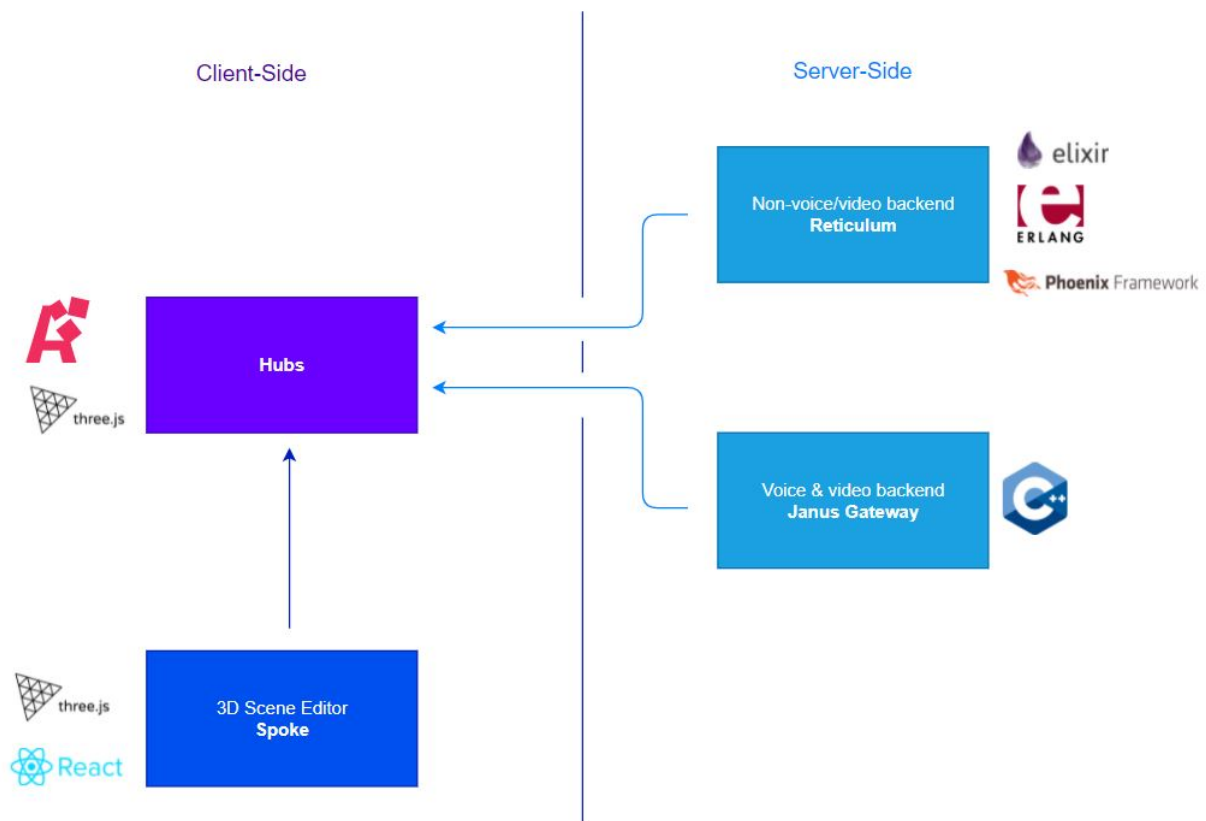 Client-Side
Server-Side
elixir
Non-voice/video backend
Reticulum
e
ERLANG
Phoenix Framework
Hubs
three.js
Voice & video backend
Janus Gateway
C++
three.js
3D Scene Editor
Spoke
React